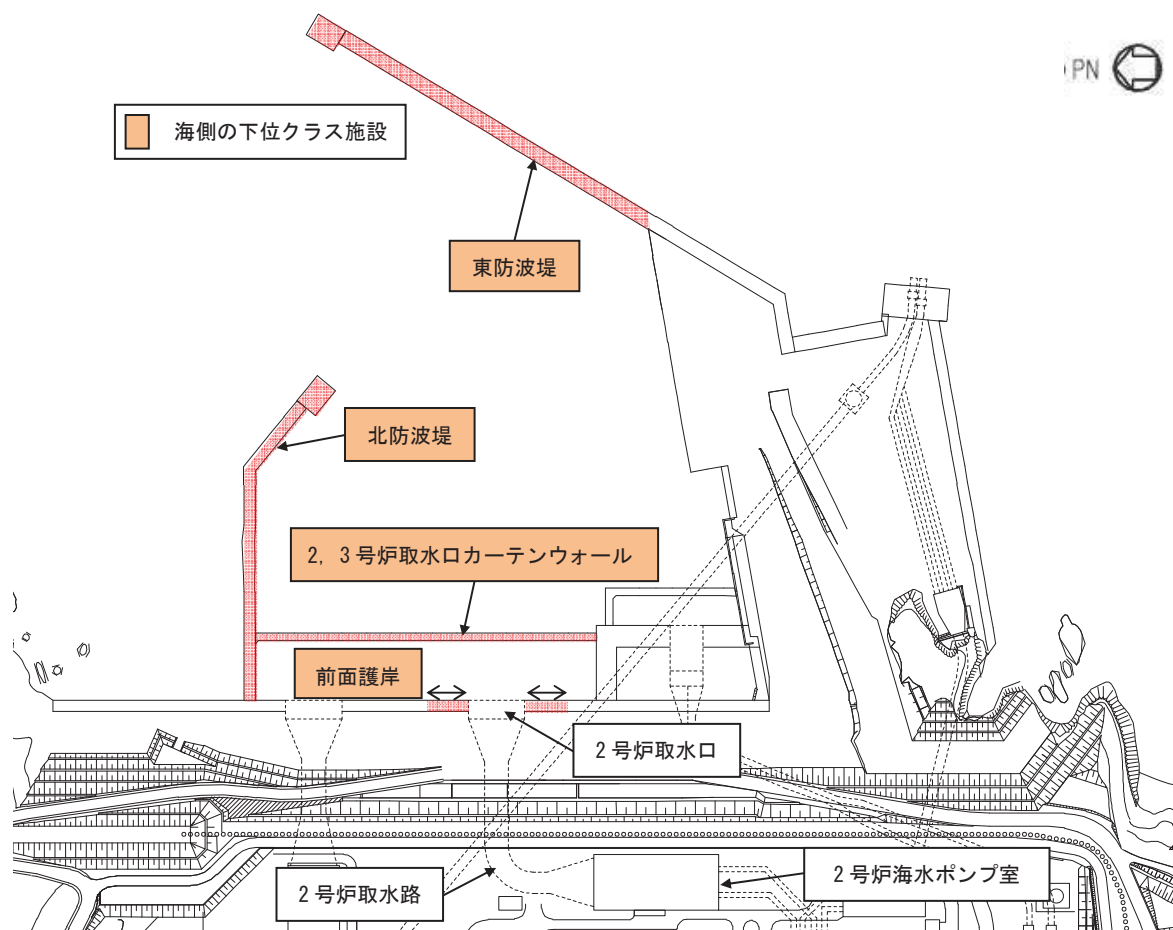 PN
海側の下位クラス施設
東防波堤
北防波堤
2, 3号炉取水口カーテンウォール
前面護岸
2号炉取水口
2号炉取水路
2号炉海水ポンプ室